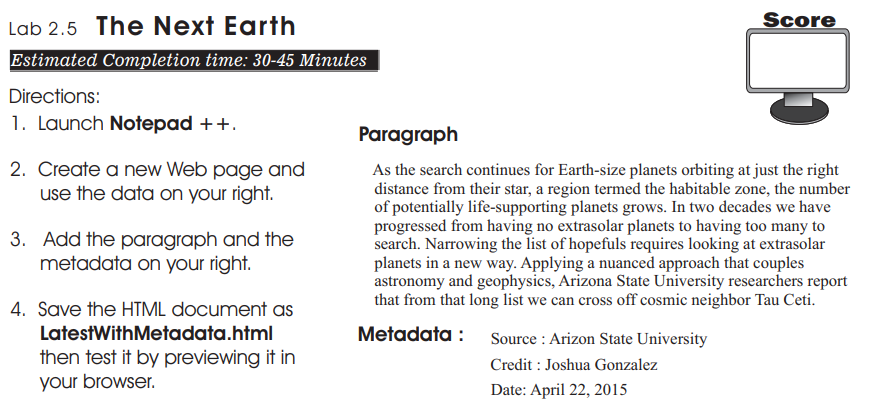 Lab 2.5 The Next Earth
Score
Estimated Completion time: 30-45 Minutes
Directions:
1. Launch Notepad ++.
2. Create a new Web page and
use the data on your right.
3. Add the paragraph and the
metadata on your right.
4. Save the HTML document as
LatestWithMetadata.html
then test it by previewing it in
your browser.
Paragraph
As the search continues for Earth-size planets orbiting at just the right
distance from their star, a region termed the habitable zone, the number
of potentially life-supporting planets grows. In two decades we have
progressed from having no extrasolar planets to having too many to
search. Narrowing the list of hopefuls requires looking at extrasolar
planets in a new way. Applying a nuanced approach that couples
astronomy and geophysics, Arizona State University researchers report
that from that long list we can cross off cosmic neighbor Tau Ceti.
Metadata : Source : Arizon State University
Credit : Joshua Gonzalez
Date: April 22, 2015